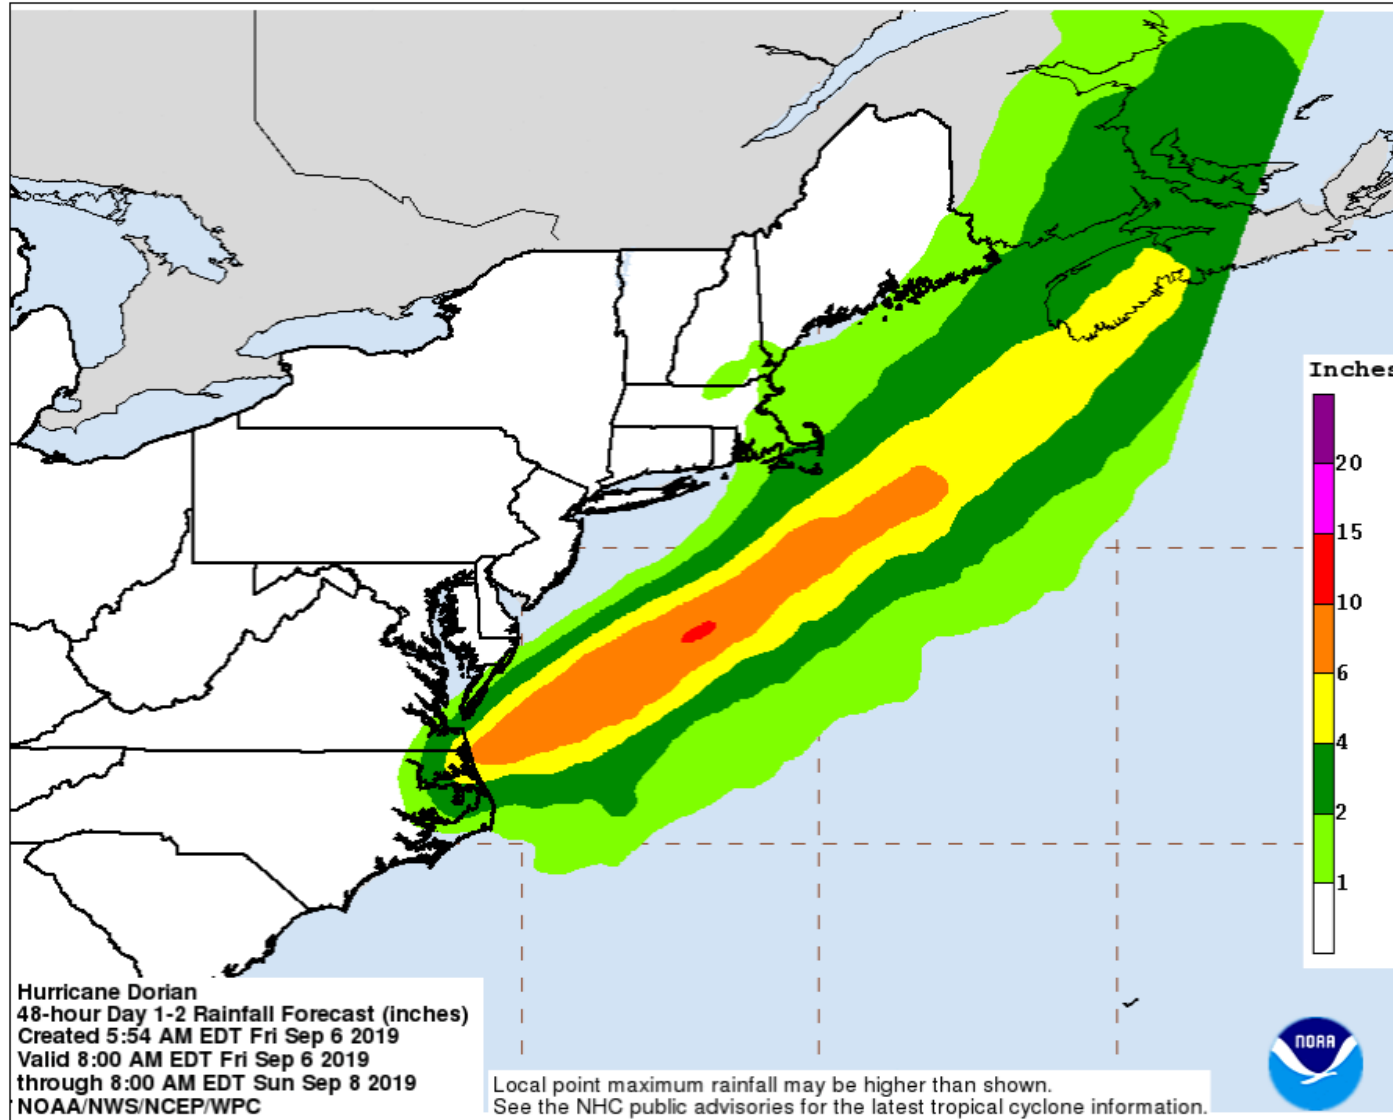 Inches
20
15
10
6
4
2
1
Hurricane Dorian
48-hour Day 1-2 Rainfall Forecast (inches)
Created 5:54 AM EDT Fri Sep 6 2019
Valid 8:00 AM EDT Fri Sep 6 2019
through 8:00 AM EDT Sun Sep 8 2019
NOAA/NWS/NCEP/WPC
Local point maximum rainfall may be higher than shown.
See the NHC public advisories for the latest tropical cyclone information.
NOAA